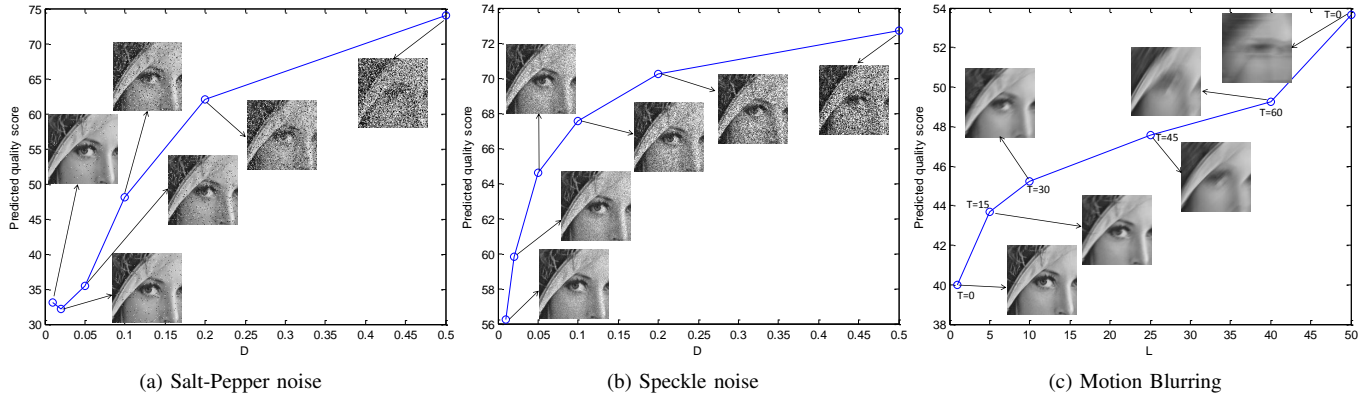 75
70
65
60
55
50
45
40
35
30
Predicted quality score
0 0.05 0.1 0.15 0.2 0.25 0.3 0.35 0.4 0.45 0.5
D
(a) Salt-Pepper noise
74
72
70
68
66
64
62
60
58
56
Predicted quality score
0 0.05 0.1 0.15 0.2 0.25 0.3 0.35 0.4 0.45 0.5
D
(b) Speckle noise
54
52
50
48
46
44
42
40
38
Predicted quality score
T=0
T=60
T=45
T=30
T=15
T=0
0 5 10 15 20 25 30 35 40 45 50
L
(c) Motion Blurring